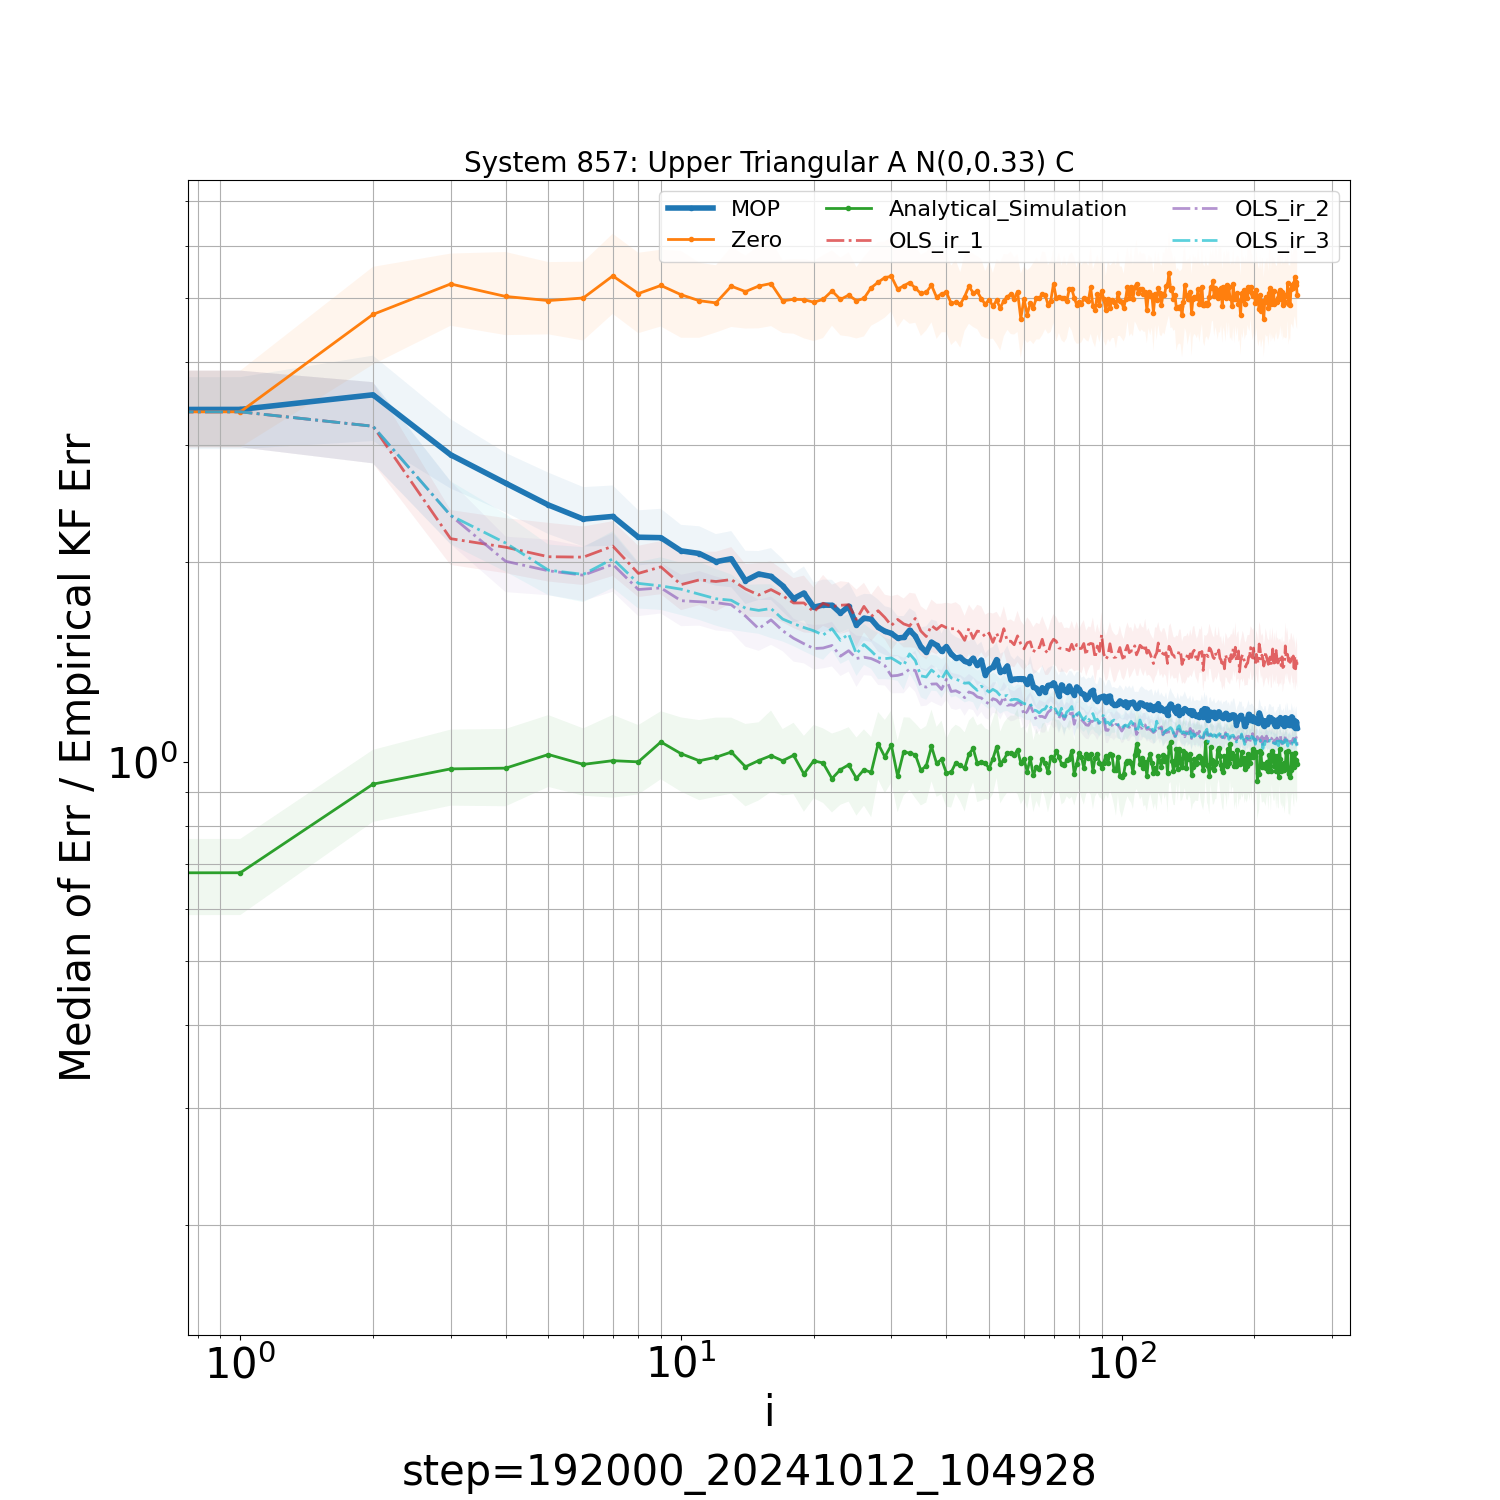 System 857: Upper Triangular A N(0,0.33) C
MOP
Zero
Analytical_Simulation
OLS_ir_1
OLS_ir_2
OLS_ir_3
Median of Err / Empirical KF Err
10⁰
10⁰ 10¹ 10²
i
step=192000_20241012_104928